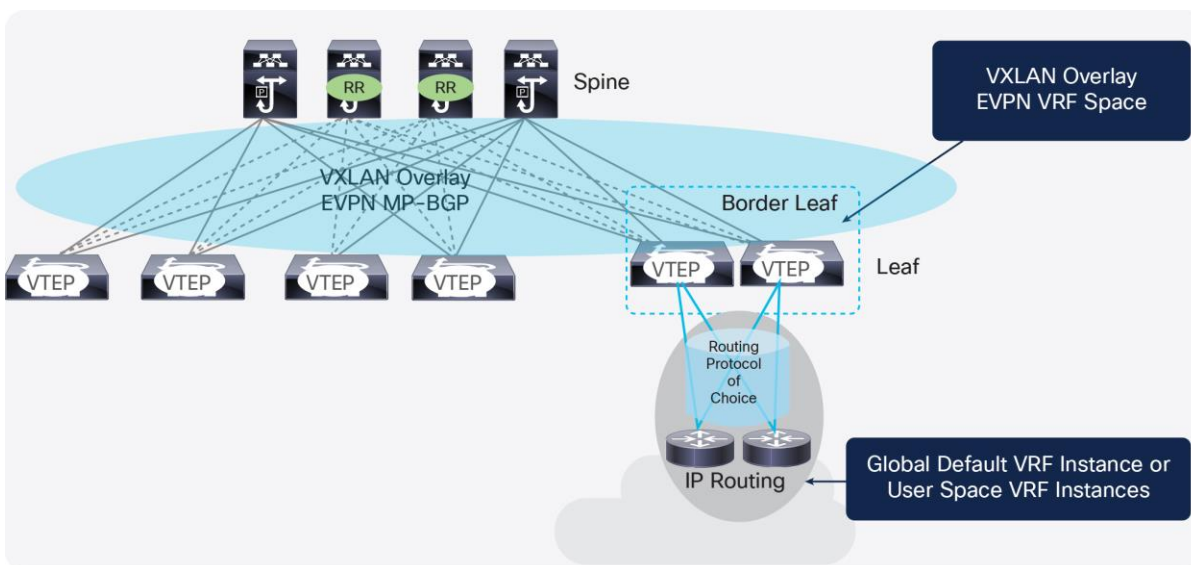 VXLAN Overlay
EVPN VRF Space
Spine
RR
RR
P
P
VXLAN Overlay
EVPN MP-BGP
Border Leaf
VTEP
VTEP
VTEP
VTEP
VTEP
VTEP
Leaf
Routing
Protocol
of
Choice
IP Routing
Global Default VRF Instance or
User Space VRF Instances